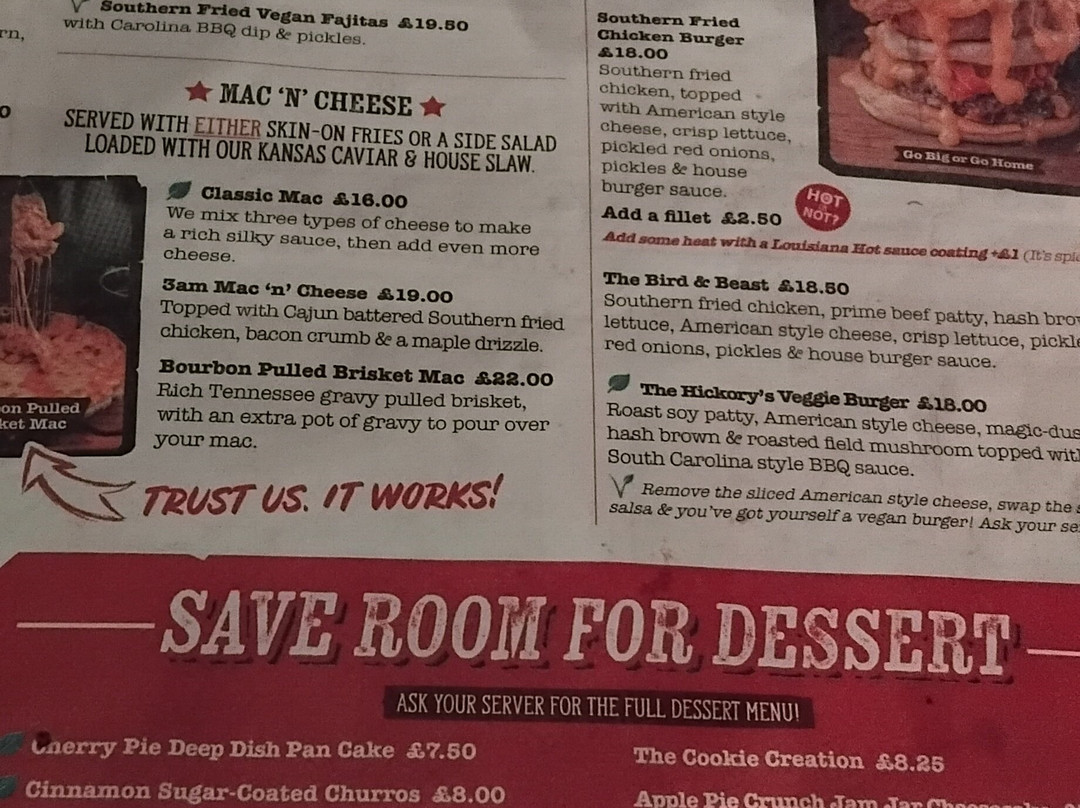 Southern Fried Vegan Fajitas £19.50
with Carolina BBQ dip & pickles.
MAC 'N' CHEESE
SERVED WITH EITHER SKIN-ON FRIES OR A SIDE SALAD
LOADED WITH OUR KANSAS CAVIAR & HOUSE SLAW.
Classic Mac £16.00
We mix three types of cheese to make
a rich silky sauce, then add even more
cheese.
3am Mac 'n' Cheese £19.00
Topped with Cajun battered Southern fried
chicken, bacon crumb & a maple drizzle.
Bourbon Pulled Brisket Mac £22.00
Rich Tennessee gravy pulled brisket,
with an extra pot of gravy to pour over
your mac.
on Pulled
ket Mac
TRUST US. IT WORKS!
Southern Fried
Chicken Burger
£18.00
Southern fried
chicken, topped
with American style
cheese, crisp lettuce,
pickled red onions,
pickles & house
burger sauce.
Go Big or Go Home
Add a fillet £2.50
HOT
NOT?
Add some heat with a Louisiana Hot sauce coating +£1 (It's
The Bird & Beast £18.50
Southern fried chicken, prime beef patty, hash
lettuce, American style cheese, crisp lettuce,
red onions, pickles & house burger sauce.
The Hickory's Veggie Burger £18.00
Roast soy patty, American style cheese,
hash brown & roasted field mushroom topped
South Carolina style BBQ sauce.
Remove the sliced American style cheese, swap the
salsa & you've got yourself a vegan burger! Ask your
SAVE ROOM FOR DESSERT
ASK YOUR SERVER FOR THE FULL DESSERT MENU!
Cherry Pie Deep Dish Pan Cake £7.50
Cinnamon Sugar-Coated Churros £8.00
The Cookie Creation £8.25
Apple Pie Crunch Jam Jar